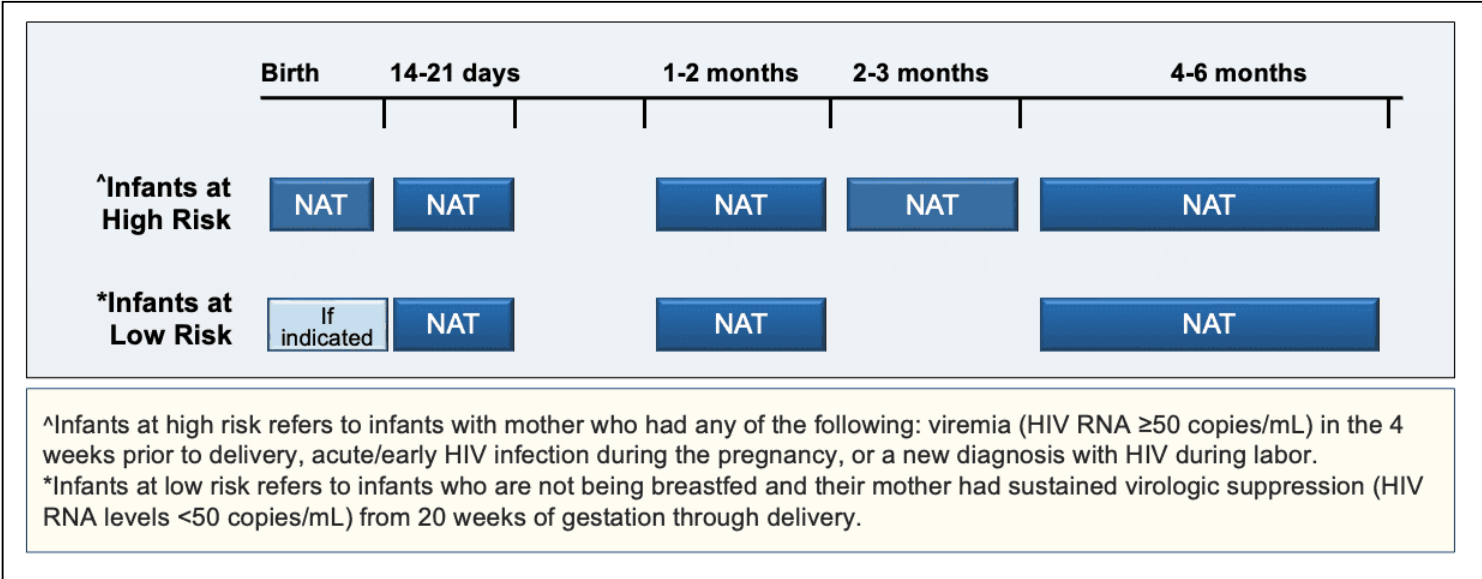 Birth 14-21 days 1-2 months 2-3 months 4-6 months
^Infants at
High Risk
NAT NAT NAT NAT NAT
*Infants at
Low Risk
If
indicated
NAT NAT NAT
^Infants at high risk refers to infants with mother who had any of the following: viremia (HIV RNA ≥50 copies/mL) in the 4
weeks prior to delivery, acute/early HIV infection during the pregnancy, or a new diagnosis with HIV during labor.
*Infants at low risk refers to infants who are not being breastfed and their mother had sustained virologic suppression (HIV
RNA levels <50 copies/mL) from 20 weeks of gestation through delivery.